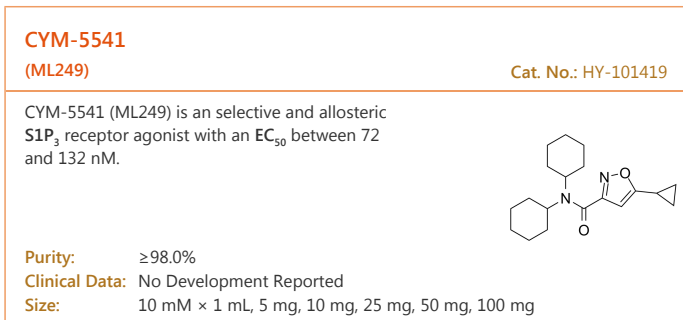 CYM-5541
(ML249)
Cat. No.: HY-101419
CYM-5541 (ML249) is an selective and allosteric
S1P₃ receptor agonist with an EC₅₀ between 72
and 132 nM.
N
O
N
O
Purity: ≥98.0%
Clinical Data: No Development Reported
Size: 10 mM × 1 mL, 5 mg, 10 mg, 25 mg, 50 mg, 100 mg